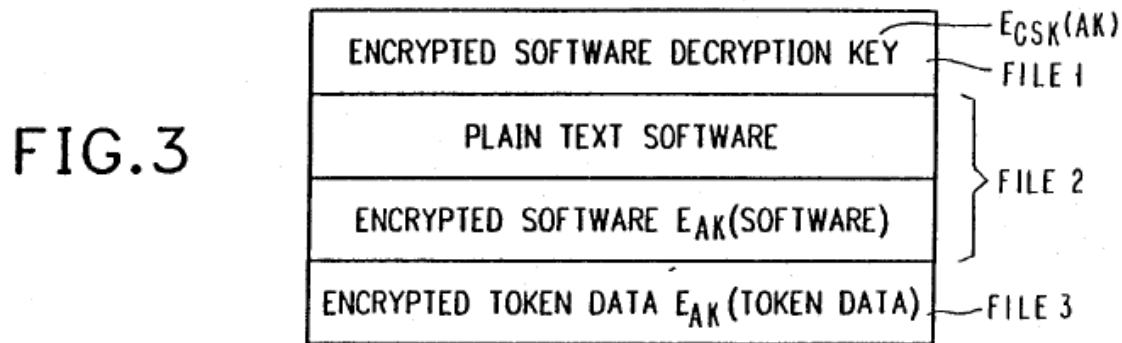 FIG.3
ENCRYPTED SOFTWARE DECRYPTION KEY
E_CSK(AK)
FILE 1
PLAIN TEXT SOFTWARE
ENCRYPTED SOFTWARE E_AK(SOFTWARE)
FILE 2
ENCRYPTED TOKEN DATA E_AK(TOKEN DATA)
FILE 3